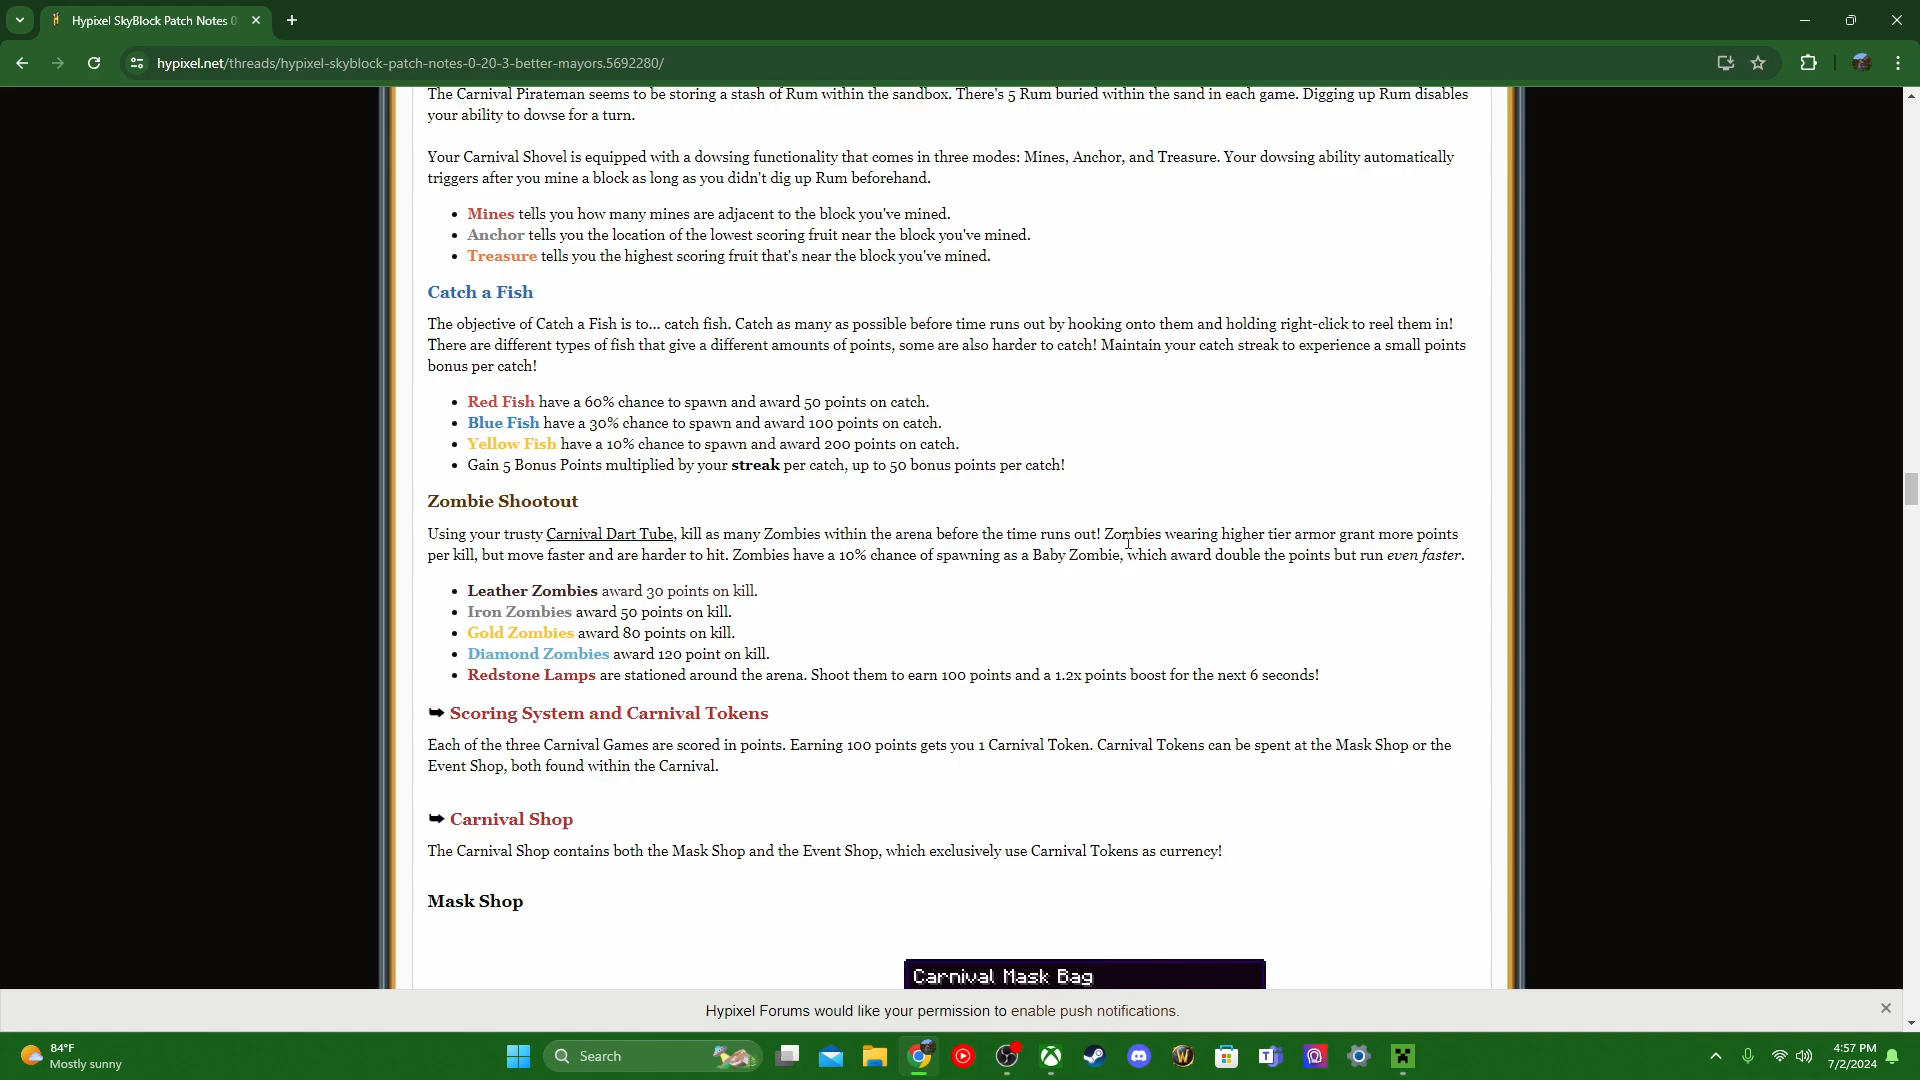 Hypixel SkyBlock Patch Notes 0
hypixel.net/threads/hypixel-skyblock-patch-notes-0-20-3-better-mayors.5692280/
The Carnival Pirateman seems to be storing a stash of Rum within the sandbox. There's 5 Rum buried within the sand in each game. Digging up Rum disables
your ability to dowse for a turn.
Your Carnival Shovel is equipped with a dowsing functionality that comes in three modes: Mines, Anchor, and Treasure. Your dowsing ability automatically
triggers after you mine a block as long as you didn't dig up Rum beforehand.
• Mines tells you how many mines are adjacent to the block you've mined.
• Anchor tells you the location of the lowest scoring fruit near the block you've mined.
• Treasure tells you the highest scoring fruit that's near the block you've mined.
Catch a Fish
The objective of Catch a Fish is to... catch fish. Catch as many as possible before time runs out by hooking onto them and holding right-click to reel them in!
There are different types of fish that give a different amounts of points, some are also harder to catch! Maintain your catch streak to experience a small points
bonus per catch!
• Red Fish have a 60% chance to spawn and award 50 points on catch.
• Blue Fish have a 30% chance to spawn and award 100 points on catch.
• Yellow Fish have a 10% chance to spawn and award 200 points on catch.
• Gain 5 Bonus Points multiplied by your streak per catch, up to 50 bonus points per catch!
Zombie Shootout
Using your trusty Carnival Dart Tube, kill as many Zombies within the arena before the time runs out! Zombies wearing higher tier armor grant more points
per kill, but move faster and are harder to hit. Zombies have a 10% chance of spawning as a Baby Zombie, which award double the points but run even faster.
• Leather Zombies award 30 points on kill.
• Iron Zombies award 50 points on kill.
• Gold Zombies award 80 points on kill.
• Diamond Zombies award 120 point on kill.
• Redstone Lamps are stationed around the arena. Shoot them to earn 100 points and a 1.2x points boost for the next 6 seconds!
➥ Scoring System and Carnival Tokens
Each of the three Carnival Games are scored in points. Earning 100 points gets you 1 Carnival Token. Carnival Tokens can be spent at the Mask Shop or the
Event Shop, both found within the Carnival.
➥ Carnival Shop
The Carnival Shop contains both the Mask Shop and the Event Shop, which exclusively use Carnival Tokens as currency!
Mask Shop
Carnival Mask Bag
Hypixel Forums would like your permission to enable push notifications.
84°F
Mostly sunny
Search
4:57 PM
7/2/2024